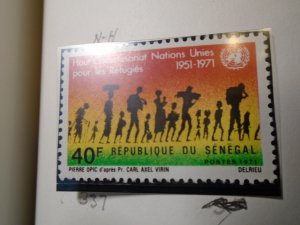 N-H
Haut Commissariat Nations Unies
pour les Réfugiés 1951-1971
40F RÉPUBLIQUE DU SÉNÉGAL
POSTES 1971
PIERRE OPIC d'après Pr. CARL AXEL VIRIN DELRIEU
337